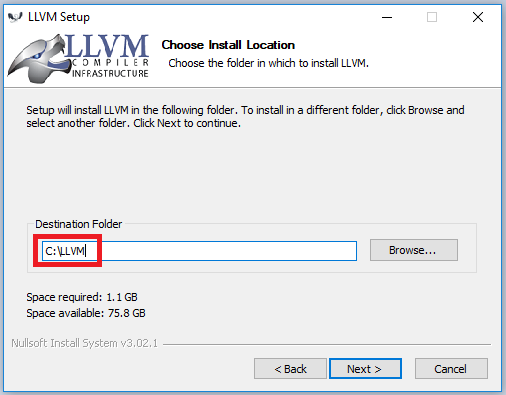 LLVM Setup
LLVM
COMPILER
INFRASTRUCTURE
Choose Install Location
Choose the folder in which to install LLVM.
Setup will install LLVM in the following folder. To install in a different folder, click Browse and
select another folder. Click Next to continue.
Destination Folder
C:\LLVM
Browse...
Space required: 1.1 GB
Space available: 75.8 GB
Nullsoft Install System v3.02.1
< Back
Next >
Cancel